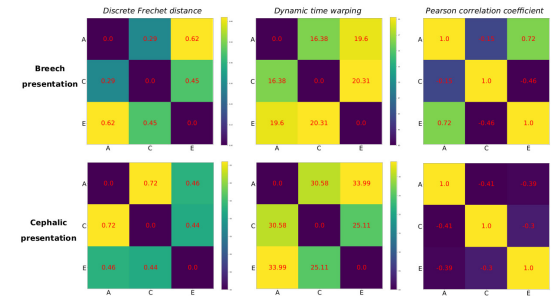 Discrete Frechet distance Dynamic time warping Pearson correlation coefficient
Breech
presentation
A 0.0 0.62 A 0.0 16.38 19.6 A 1.0 0.72
C 0.0 0.45 C 16.38 0.0 20.31 C 1.0 -0.46
E 0.62 0.45 0.0 E 19.6 20.31 0.0 E 0.72 -0.46 1.0
A C E A C E A C E
Cephalic
presentation
A 0.0 0.72 0.46 A 0.0 30.58 33.99 A 1.0 -0.41 -0.39
C 0.72 0.0 0.44 C 30.58 0.0 25.11 C -0.41 1.0
E 0.46 0.44 0.0 E 33.99 25.11 0.0 E -0.39 1.0
A C E A C E A C E